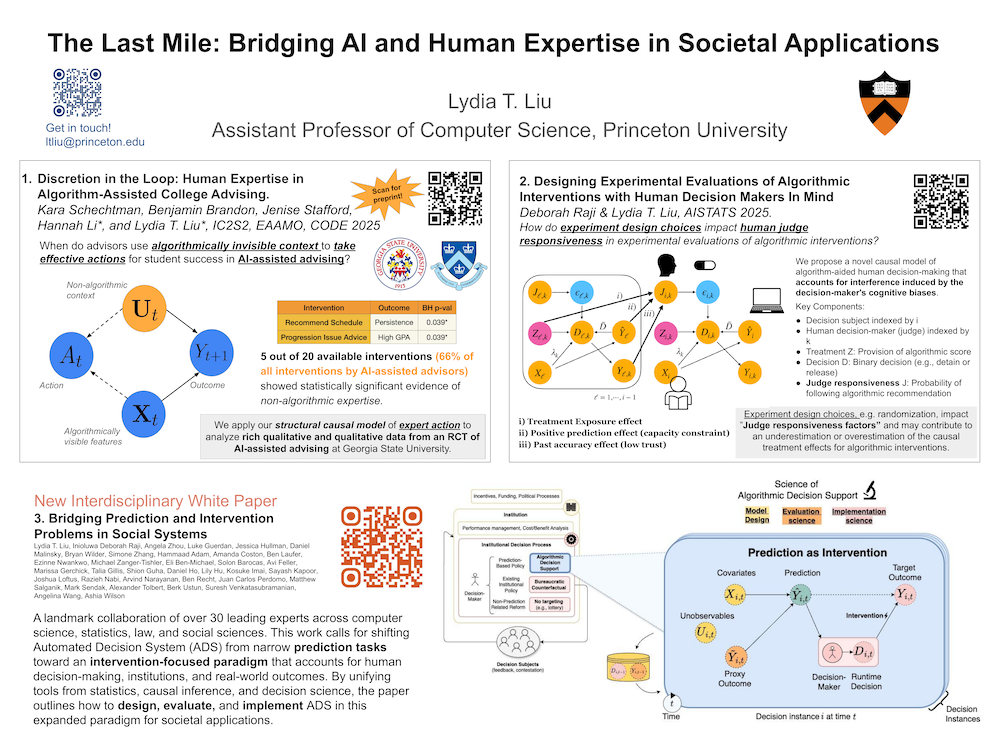 The Last Mile: Bridging AI and Human Expertise in Societal Applications
Get in touch!
ltliu@princeton.edu
Lydia T. Liu
Assistant Professor of Computer Science, Princeton University
1. Discretion in the Loop: Human Expertise in
Algorithm-Assisted College Advising.
Kara Schechtman, Benjamin Brandon, Jenise Stafford,
Hannah Li*, and Lydia T. Liu*, IC2S2, EAAMO, CODE 2025
Scan for
preprint!
When do advisors use algorithmically invisible context to take
effective actions for student success in AI-assisted advising?
GEORGIA STATE UNIVERSITY
1913
Non-algorithmic
context
U_t
A_t
Y_{t+1}
Action
Outcome
X_t
Algorithmically
visible features
Intervention Outcome BH p-val
Recommend Schedule Persistence 0.039*
Progression Issue Advice High GPA 0.039*
5 out of 20 available interventions (66% of
all interventions by AI-assisted advisors)
showed statistically significant evidence of
non-algorithmic expertise.
We apply our structural causal model of expert action to
analyze rich qualitative and qualitative data from an RCT of
AI-assisted advising at Georgia State University.
2. Designing Experimental Evaluations of Algorithmic
Interventions with Human Decision Makers In Mind
Deborah Raji & Lydia T. Liu, AISTATS 2025.
How do experiment design choices impact human judge
responsiveness in experimental evaluations of algorithmic interventions?
J_{ℓ,k} ϵ_{ℓ,k} i) J_{i,k} ϵ_{i,k}
ii)
iii)
Z_{ℓ,k} D_{ℓ,k} D̄ Ŷ_ℓ Z_{i,k} D_{i,k} D̄ Ŷ_i
λ_k λ_k
X_ℓ Y_{ℓ,k} X_i Y_{i,k}
ℓ = 1,⋯, i − 1
i) Treatment Exposure effect
ii) Positive prediction effect (capacity constraint)
iii) Past accuracy effect (low trust)
We propose a novel causal model of
algorithm-aided human decision-making that
accounts for interference induced by the
decision-maker's cognitive biases.
Key Components:
● Decision subject indexed by i
● Human decision-maker (judge) indexed by
k
● Treatment Z: Provision of algorithmic score
● Decision D: Binary decision (e.g., detain or
release)
● Judge responsiveness J: Probability of
following algorithmic recommendation
Experiment design choices, e.g. randomization, impact
"Judge responsiveness factors" and may contribute to
an underestimation or overestimation of the causal
treatment effects for algorithmic interventions.
New Interdisciplinary White Paper
3. Bridging Prediction and Intervention
Problems in Social Systems
Lydia T. Liu, Inioluwa Deborah Raji, Angela Zhou, Luke Guerdan, Jessica Hullman, Daniel
Malinsky, Bryan Wilder, Simone Zhang, Hammaad Adam, Amanda Coston, Ben Laufer,
Ezinne Nwankwo, Michael Zanger-Tishler, Eli Ben-Michael, Solon Barocas, Avi Feller,
Marissa Gerchick, Talia Gillis, Shion Guha, Daniel Ho, Lily Hu, Kosuke Imai, Sayash Kapoor,
Joshua Loftus, Razieh Nabi, Arvind Narayanan, Ben Recht, Juan Carlos Perdomo, Matthew
Salganik, Mark Sendak, Alexander Tolbert, Berk Ustun, Suresh Venkatasubramanian,
Angelina Wang, Ashia Wilson
A landmark collaboration of over 30 leading experts across computer
science, statistics, law, and social sciences. This work calls for shifting
Automated Decision System (ADS) from narrow prediction tasks
toward an intervention-focused paradigm that accounts for human
decision-making, institutions, and real-world outcomes. By unifying
tools from statistics, causal inference, and decision science, the paper
outlines how to design, evaluate, and implement ADS in this
expanded paradigm for societal applications.
Incentives, Funding, Political Processes
Institution
Performance management, Cost/Benefit Analysis
Institutional Decision Process
Decision-
Maker
Prediction-
Based Policy
Algorithmic
Decision
Support
Existing
Institutional
Policy
Bureaucratic
Counterfactual
Non-Prediction
Related Reform
No targeting
(e.g., lottery)
Decision Subjects
(feedback, contestation)
Science of
Algorithmic Decision Support
Model
Design
Evaluation
science
Implementation
science
Prediction as Intervention
Covariates
Prediction
Target
Outcome
X_{i,t}
Ŷ_{i,t}
Y_{i,t}
Unobservables
U_{i,t}
Intervention
Ỹ_{i,t}
D_{i,t}
Proxy
Outcome
Decision-
Maker
Runtime
Decision
D_{i,t-1} Y_{i,t-1}
t
Time
Decision instance i at time t
Decision
Instances